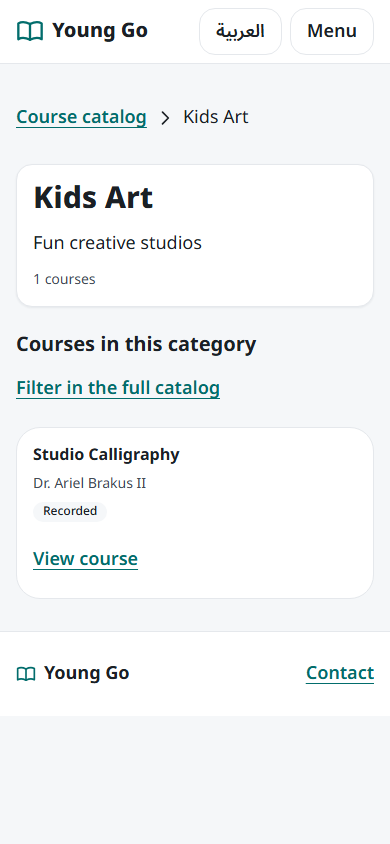 Young Go
العربية
Menu
Course catalog > Kids Art
Kids Art
Fun creative studios
1 courses
Courses in this category
Filter in the full catalog
Studio Calligraphy
Dr. Ariel Brakus II
Recorded
View course
Young Go
Contact